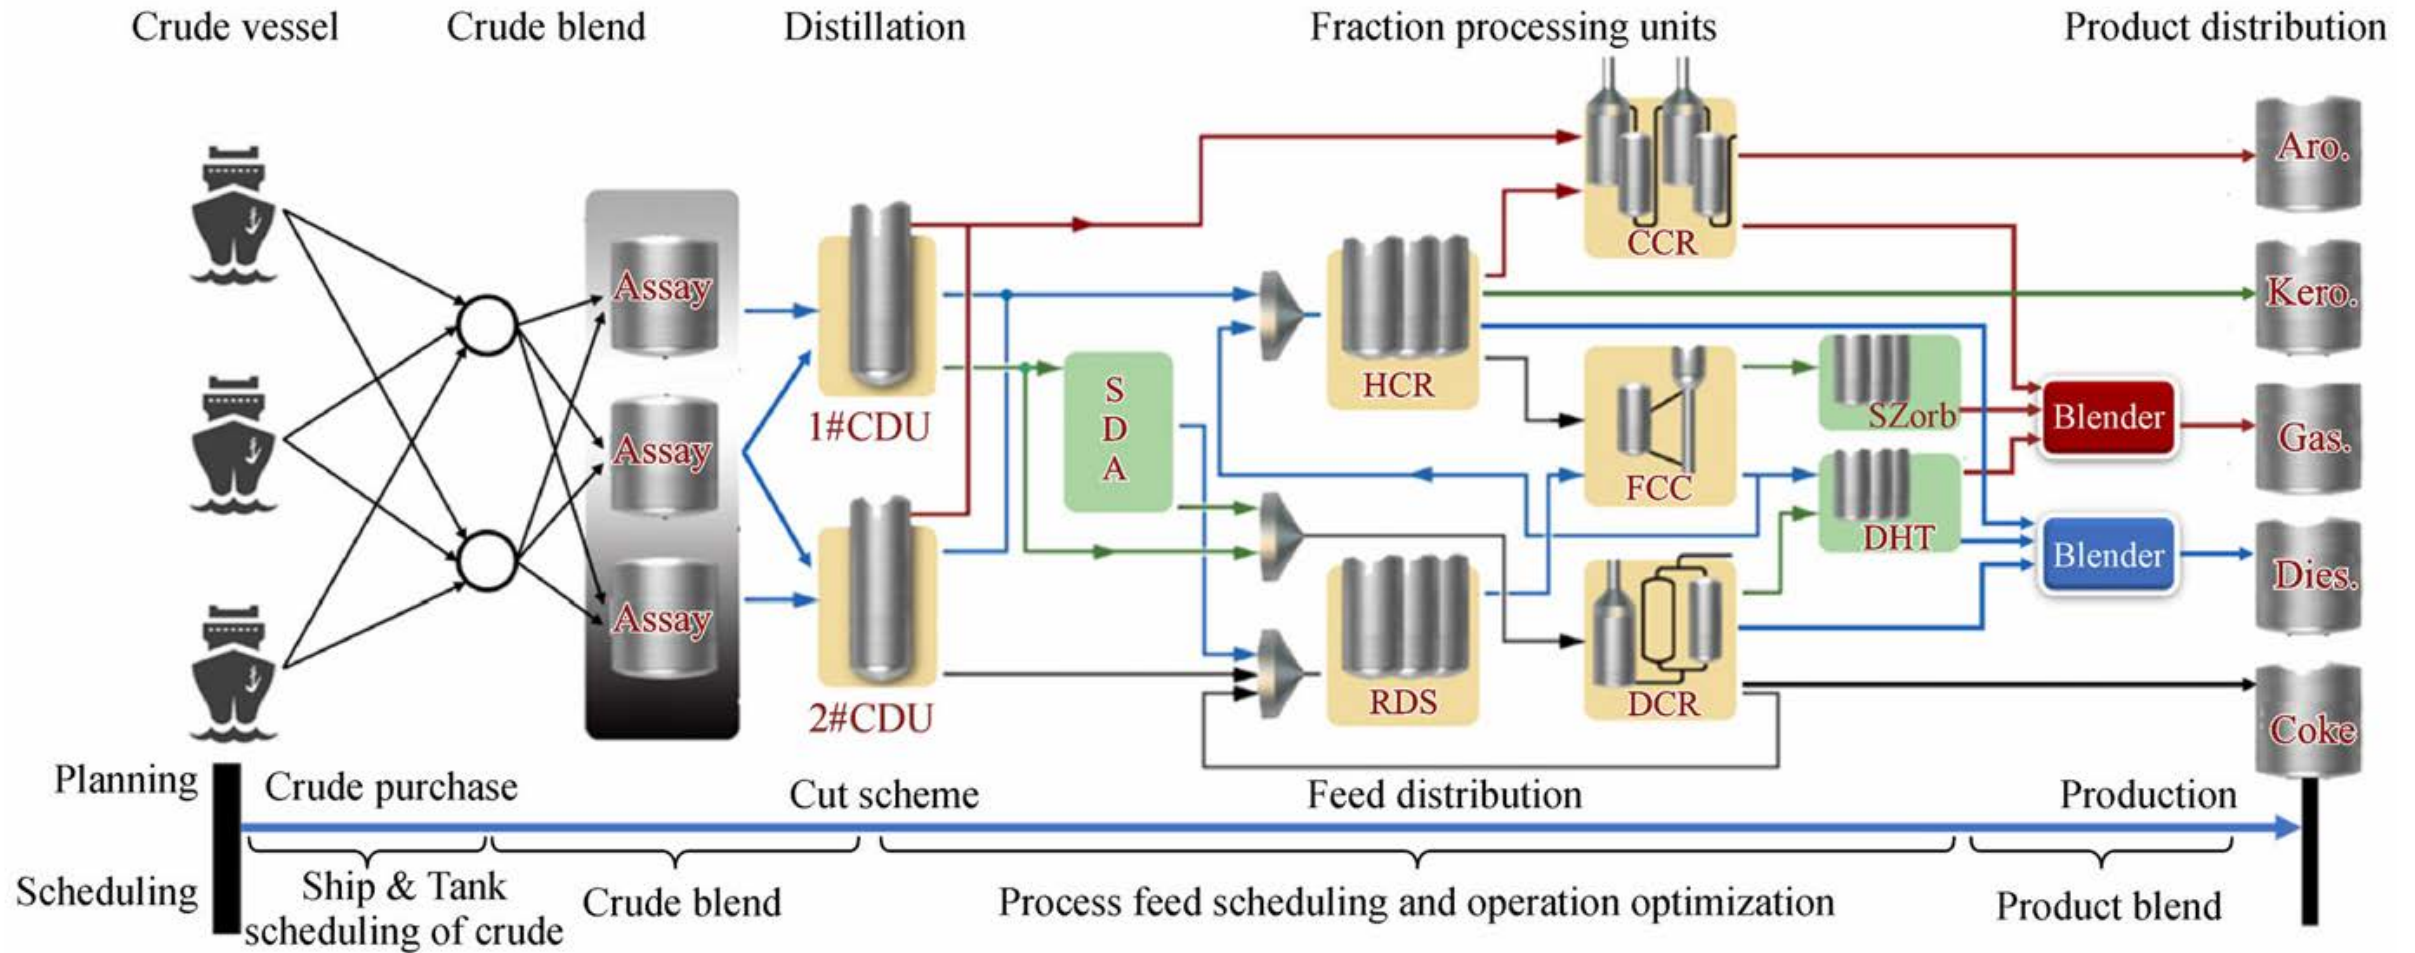 Crude vessel
Crude blend
Distillation
Fraction processing units
Product distribution
Assay
Assay
Assay
1#CDU
2#CDU
S
D
A
HCR
RDS
CCR
FCC
DCR
SZorb
DHT
Blender
Blender
Aro.
Kero.
Gas.
Dies.
Coke
Planning
Crude purchase
Cut scheme
Feed distribution
Production
Scheduling
Ship & Tank
scheduling of crude
Crude blend
Process feed scheduling and operation optimization
Product blend